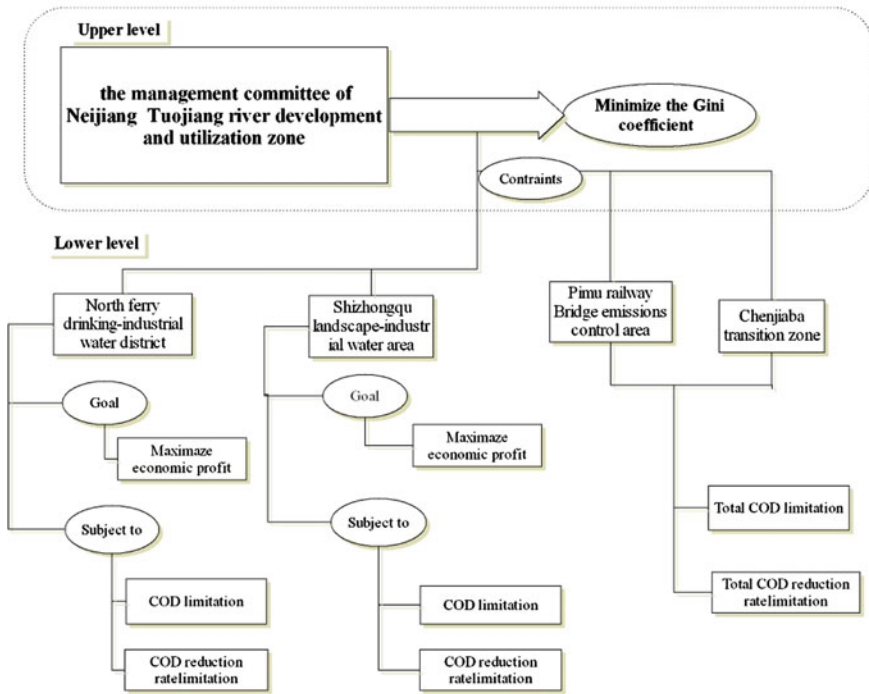 Upper level
the management committee of
Neijiang Tuojiang river development
and utilization zone
Minimize the Gini
coefficient
Contraints
Lower level
North ferry
drinking-industrial
water district
Shizhongqu
landscape-industr
ial water area
Pimu railway
Bridge emissions
control area
Chenjiaba
transition zone
Goal
Maximaze
economic profit
Goal
Maximaze
economic profit
Subject to
COD limitation
COD reduction
ratelimitation
Subject to
COD limitation
COD reduction
ratelimitation
Total COD limitation
Total COD reduction
ratelimitation